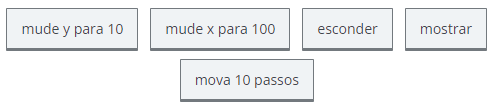 mude y para 10 mude x para 100 esconder mostrar
mova 10 passos